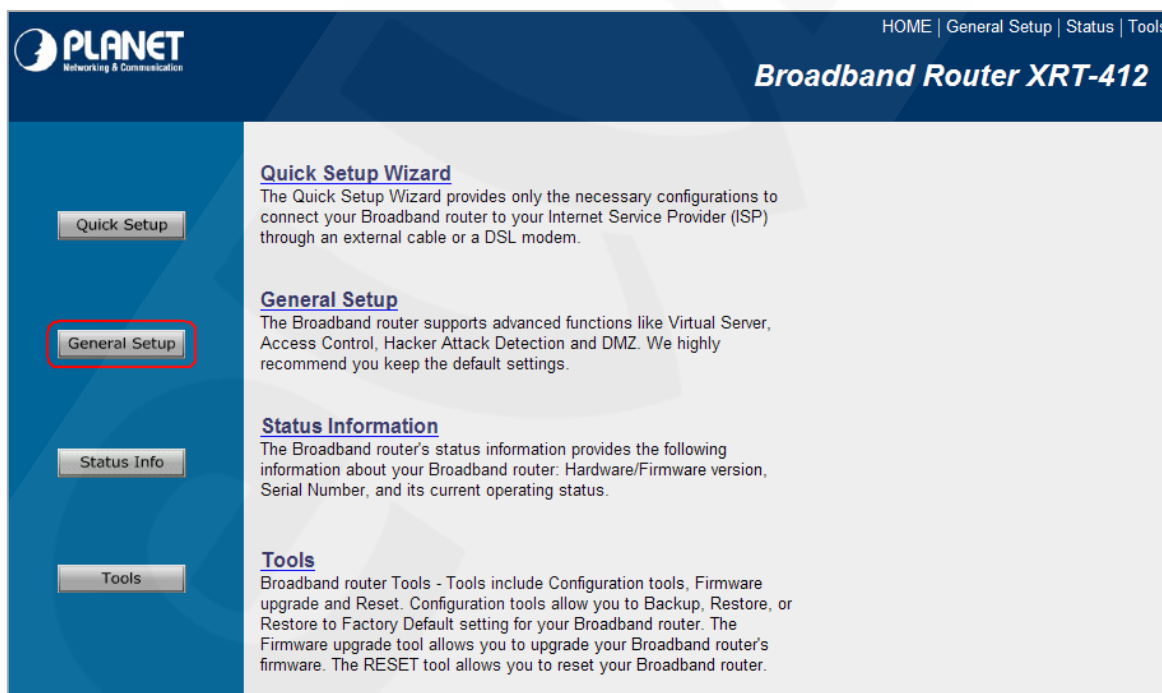 PLANET
Networking & Communication
HOME | General Setup | Status | Tools
Broadband Router XRT-412
Quick Setup
General Setup
Status Info
Tools
Quick Setup Wizard
The Quick Setup Wizard provides only the necessary configurations to
connect your Broadband router to your Internet Service Provider (ISP)
through an external cable or a DSL modem.
General Setup
The Broadband router supports advanced functions like Virtual Server,
Access Control, Hacker Attack Detection and DMZ. We highly
recommend you keep the default settings.
Status Information
The Broadband router's status information provides the following
information about your Broadband router: Hardware/Firmware version,
Serial Number, and its current operating status.
Tools
Broadband router Tools - Tools include Configuration tools, Firmware
upgrade and Reset. Configuration tools allow you to Backup, Restore, or
Restore to Factory Default setting for your Broadband router. The
Firmware upgrade tool allows you to upgrade your Broadband router's
firmware. The RESET tool allows you to reset your Broadband router.